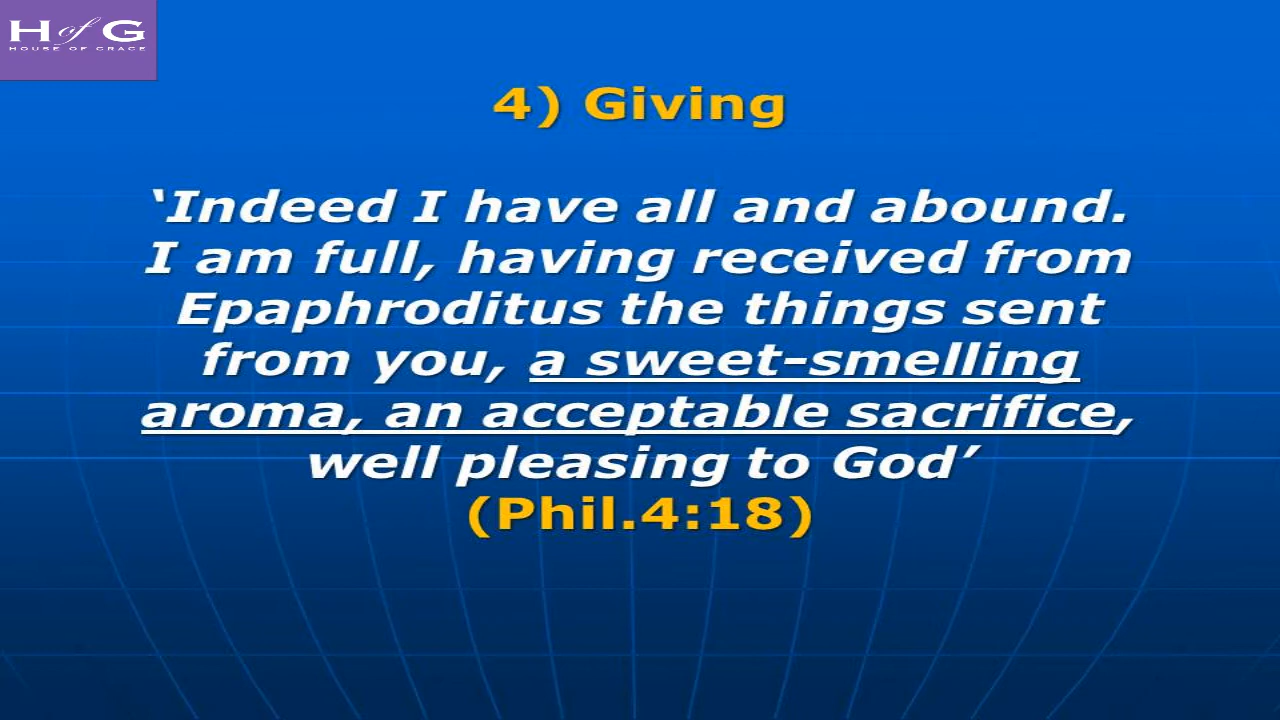 H of G
HOUSE OF GRACE
4) Giving
‘Indeed I have all and abound.
I am full, having received from
Epaphroditus the things sent
from you, a sweet-smelling
aroma, an acceptable sacrifice,
well pleasing to God’
(Phil.4:18)